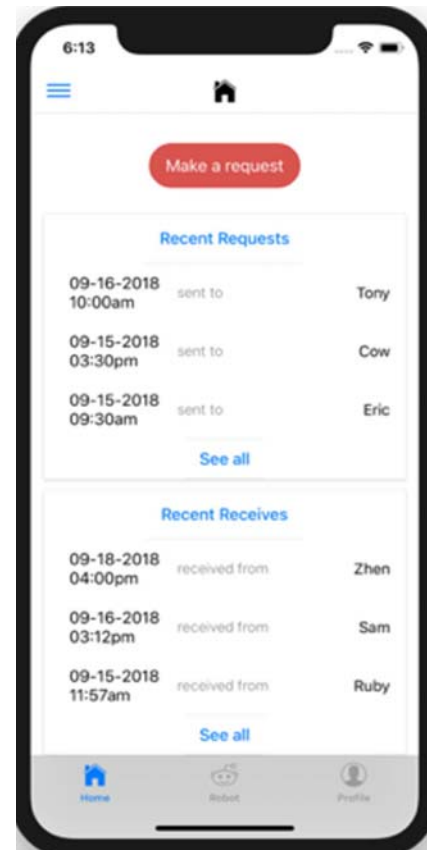 6:13
Make a request
Recent Requests
09-16-2018
10:00am
sent to
Tony
09-15-2018
03:30pm
sent to
Cow
09-15-2018
09:30am
sent to
Eric
See all
Recent Receives
09-18-2018
04:00pm
received from
Zhen
09-16-2018
03:12pm
received from
Sam
09-15-2018
11:57am
received from
Ruby
See all
Home
Robot
Profile